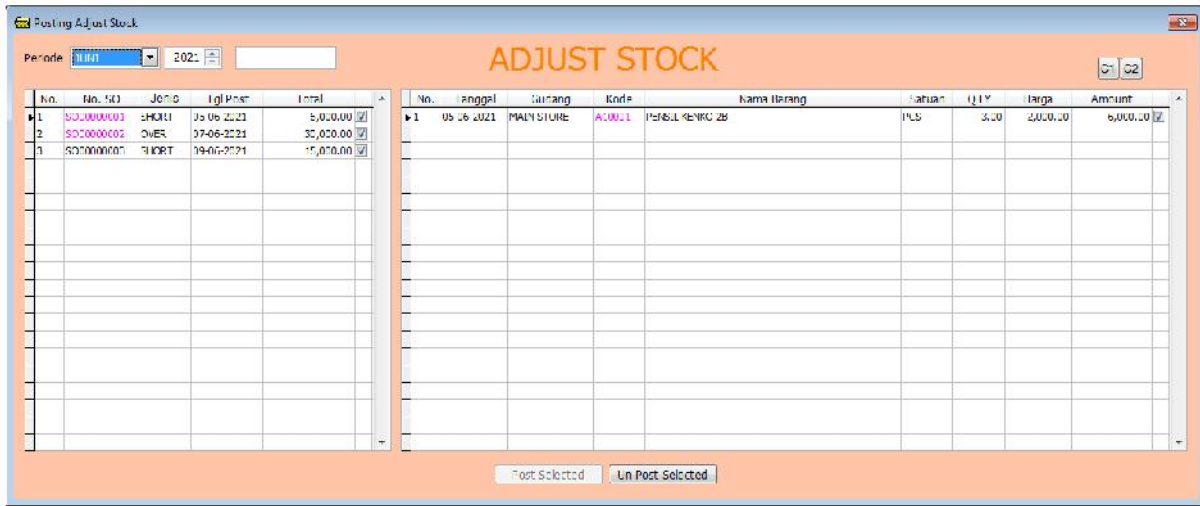 Posting Adjust Stock
Periode JUNI 2021
ADJUST STOCK
G1 G2
No. No. SO Jenis Tgl Post Total
1 SO00000001 SHORT 05-06-2021 6,000.00
2 SO00000002 OVER 07-06-2021 30,000.00
3 SO00000003 SHORT 09-06-2021 15,000.00
No. Tanggal Gudang Kode Nama Barang Satuan QTY Harga Amount
1 05-06-2021 MAIN STORE A10001 PENSIL KENKO 2B PCS 3.00 2,000.00 6,000.00
Post Selected Un Post Selected